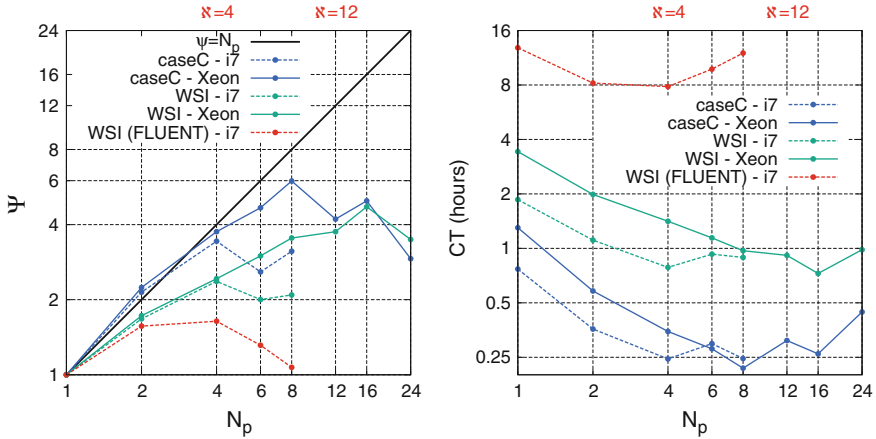 ℵ=4
ℵ=12
24
16
12
8
6
4
2
1
Ψ
ψ=Np
caseC - i7
caseC - Xeon
WSI - i7
WSI - Xeon
WSI (FLUENT) - i7
1 2 4 6 8 12 16 24
Np
ℵ=4
ℵ=12
16
8
4
2
1
0.5
0.25
CT (hours)
caseC - i7
caseC - Xeon
WSI - i7
WSI - Xeon
WSI (FLUENT) - i7
1 2 4 6 8 12 16 24
Np